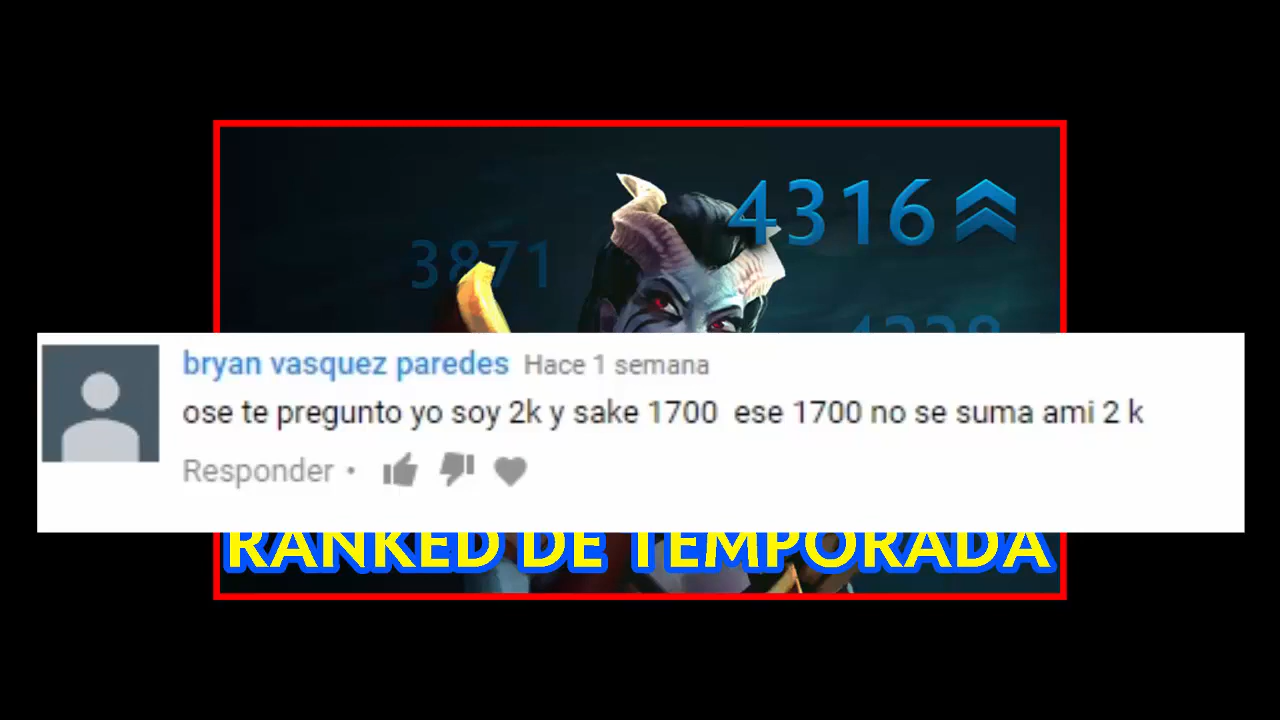 4316
3871
4338
bryan vasquez paredes Hace 1 semana
ose te pregunto yo soy 2k y sake 1700 ese 1700 no se suma ami 2 k
Responder •
RANKED DE TEMPORADA